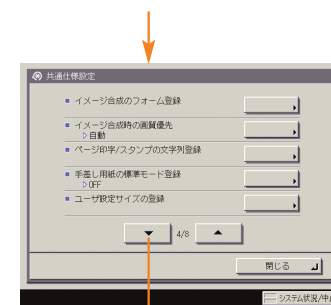 共通仕様設定
イメージ合成のフォーム登録
イメージ合成時の画質優先
自動
ページ印字/スタンプの文字列登録
手差し用紙の標準モード登録
OFF
ユーザ設定サイズの登録
4/8
閉じる
システム状況/中